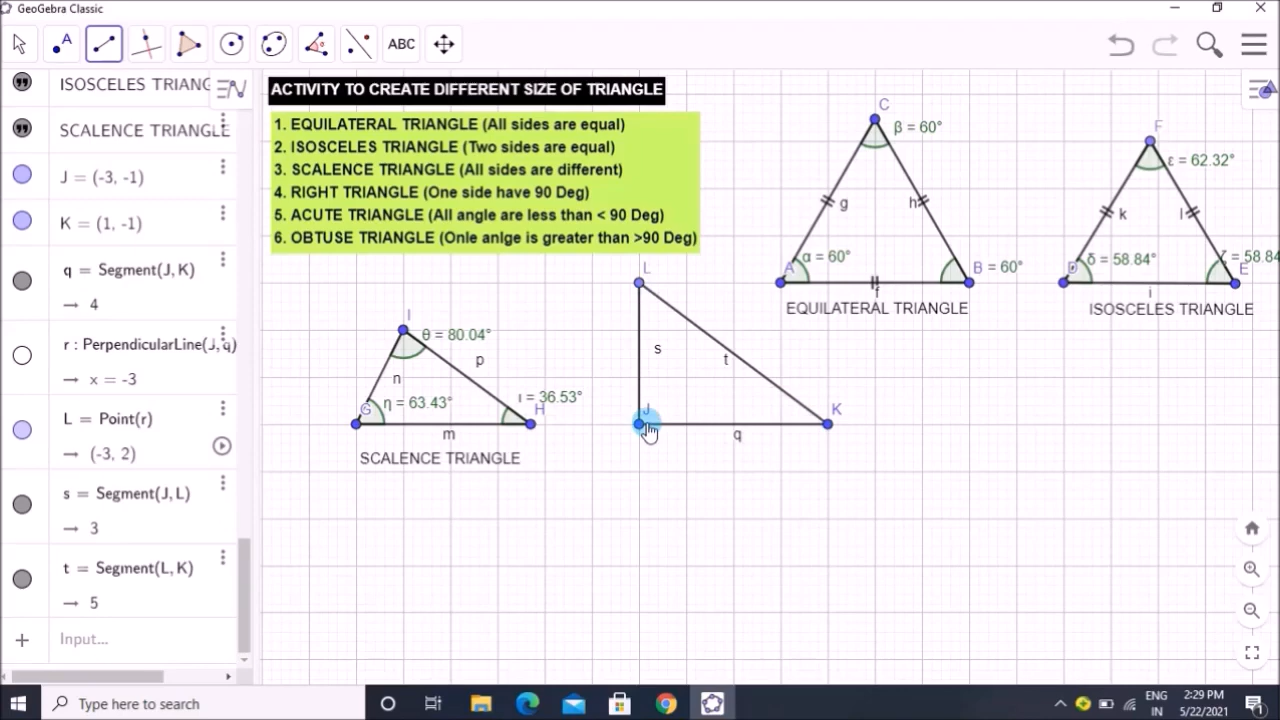 GeoGebra Classic
ABC
ISOSCELES TRIANG
SCALENCE TRIANGLE
J = (-3, -1)
K = (1, -1)
q = Segment(J, K)
→ 4
r : PerpendicularLine(J, q)
→ x = -3
L = Point(r)
→ (-3, 2)
s = Segment(J, L)
→ 3
t = Segment(L, K)
→ 5
Input...
ACTIVITY TO CREATE DIFFERENT SIZE OF TRIANGLE
1. EQUILATERAL TRIANGLE (All sides are equal)
2. ISOSCELES TRIANGLE (Two sides are equal)
3. SCALENCE TRIANGLE (All sides are different)
4. RIGHT TRIANGLE (One side have 90 Deg)
5. ACUTE TRIANGLE (All angle are less than < 90 Deg)
6. OBTUSE TRIANGLE (Onle anlge is greater than >90 Deg)
C
β = 60°
g
h
A
α = 60°
B = 60°
f
EQUILATERAL TRIANGLE
F
ε = 62.32°
k
l
D
δ = 58.84°
ζ = 58.84
E
i
ISOSCELES TRIANGLE
I
θ = 80.04°
n
p
G
η = 63.43°
ι = 36.53°
H
m
SCALENCE TRIANGLE
L
s
t
J
K
q
Type here to search
ENG
IN
2:29 PM
5/22/2021
1